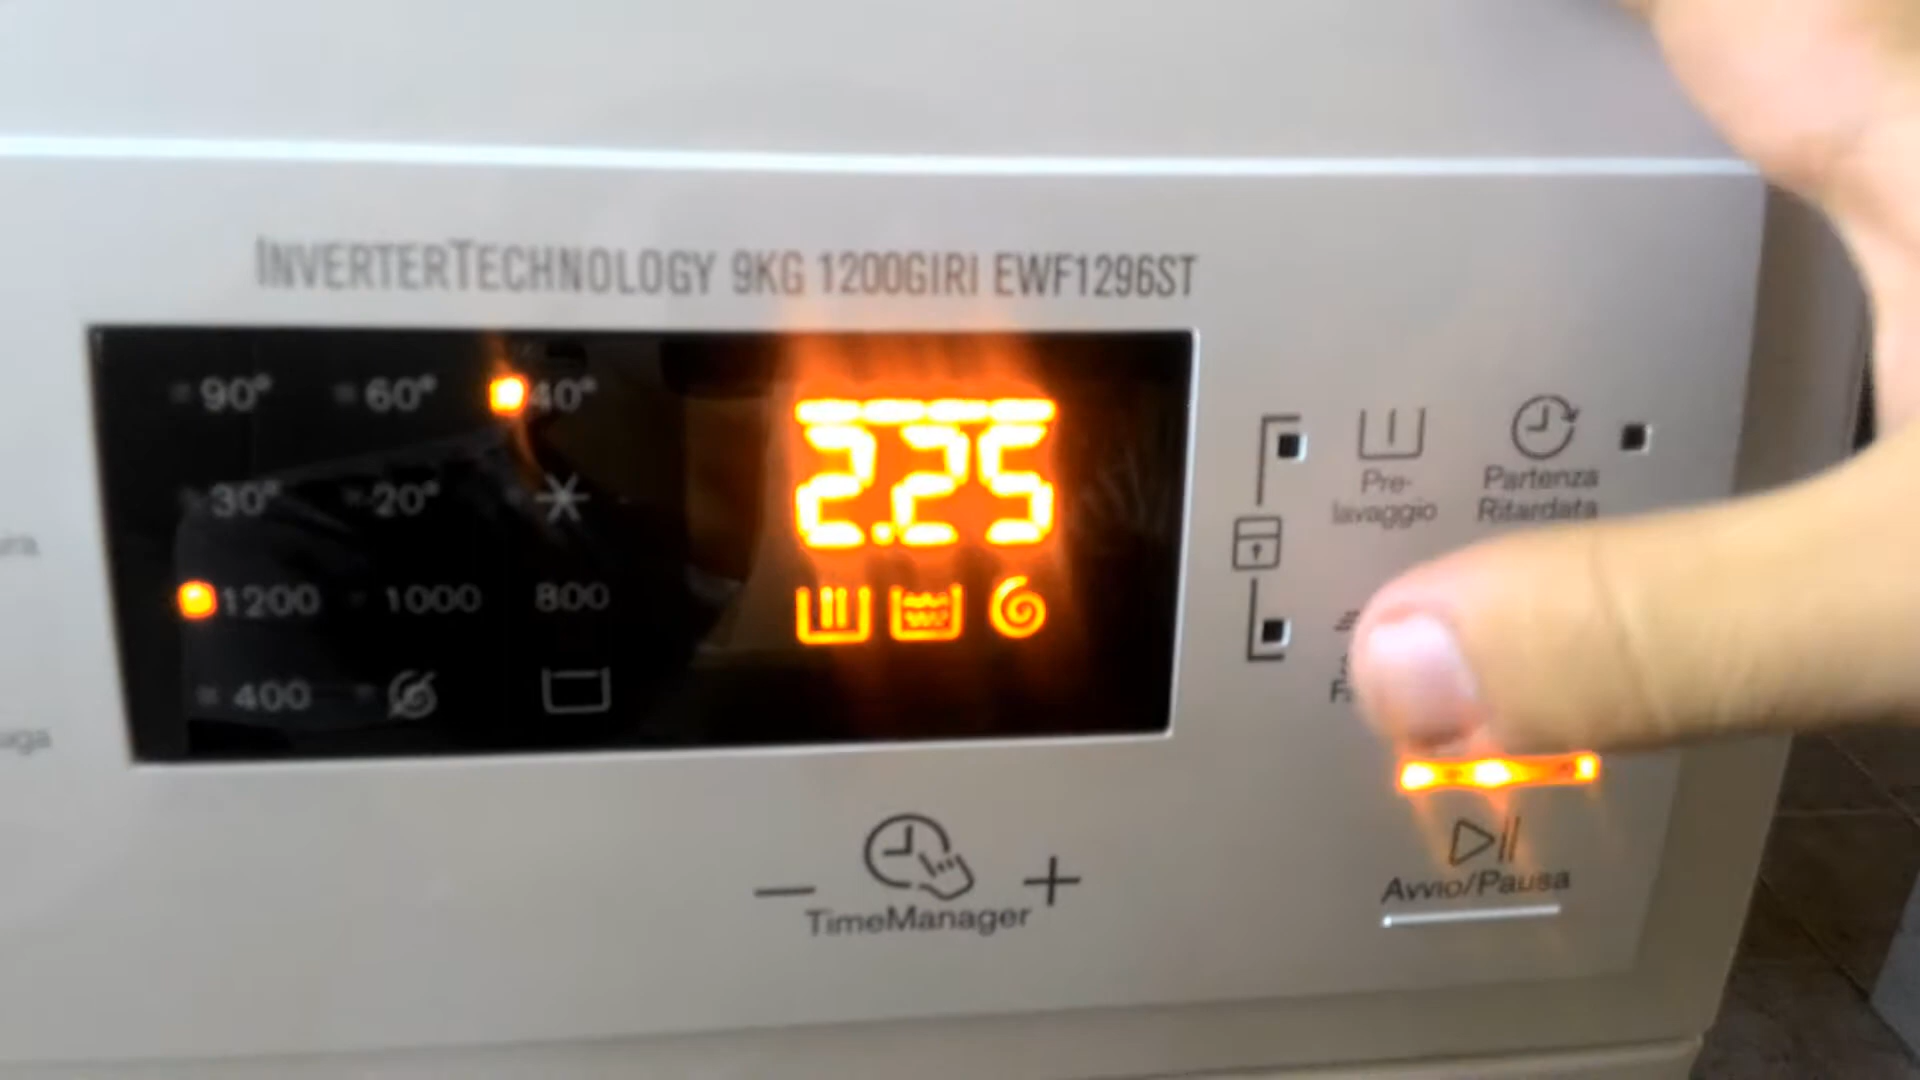 INVERTERTECHNOLOGY 9KG 1200GIRI EWF1296ST
90° 60° 40°
30° 20°
1200 1000 800
400
2.25
Pre-
lavaggio
Partenza
Ritardata
TimeManager
Avvio/Pausa